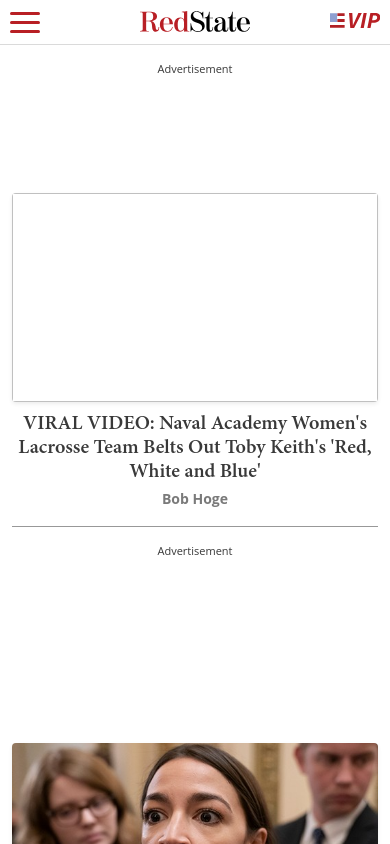 RedState
VIP
Advertisement
VIRAL VIDEO: Naval Academy Women's
Lacrosse Team Belts Out Toby Keith's 'Red,
White and Blue'
Bob Hoge
Advertisement